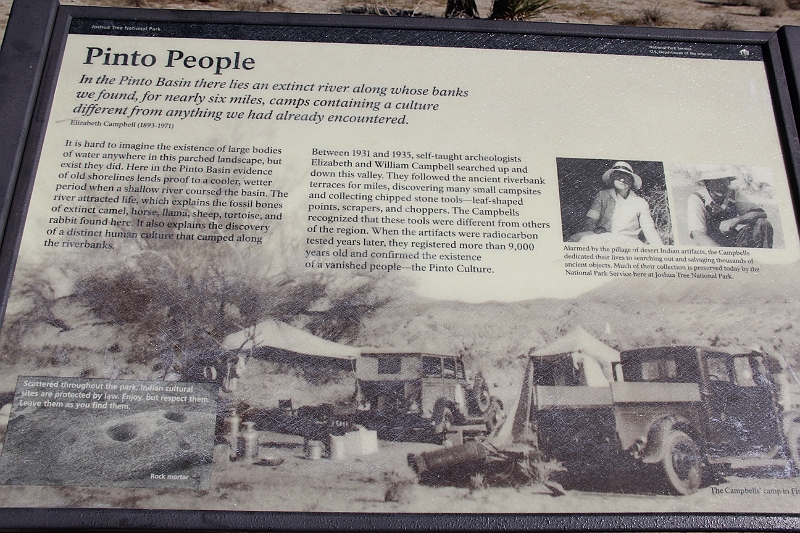 Joshua Tree National Park
National Park Service
U.S. Department of the Interior
Pinto People
In the Pinto Basin there lies an extinct river along whose banks
we found, for nearly six miles, camps containing a culture
different from anything we had already encountered.
Elizabeth Campbell (1893-1971)
It is hard to imagine the existence of large bodies
of water anywhere in this parched landscape, but
exist they did. Here in the Pinto Basin evidence
of old shorelines lends proof to a cooler, wetter
period when a shallow river coursed the basin. The
river attracted life, which explains the fossil bones
of extinct camel, horse, llama, sheep, tortoise, and
rabbit found here. It also explains the discovery
of a distinct human culture that camped along
the riverbanks.
Between 1931 and 1935, self-taught archeologists
Elizabeth and William Campbell searched up and
down this valley. They followed the ancient riverbank
terraces for miles, discovering many small campsites
and collecting chipped stone tools—leaf-shaped
points, scrapers, and choppers. The Campbells
recognized that these tools were different from others
of the region. When the artifacts were radiocarbon
tested years later, they registered more than 9,000
years old and confirmed the existence
of a vanished people—the Pinto Culture.
Alarmed by the pillage of desert Indian artifacts, the Campbells
dedicated their lives to searching out and salvaging thousands of
ancient objects. Much of their collection is preserved today by the
National Park Service here at Joshua Tree National Park.
Scattered throughout the park, Indian cultural
sites are protected by law. Enjoy, but respect them.
Leave them as you find them.
Rock mortar
The Campbells' camp in